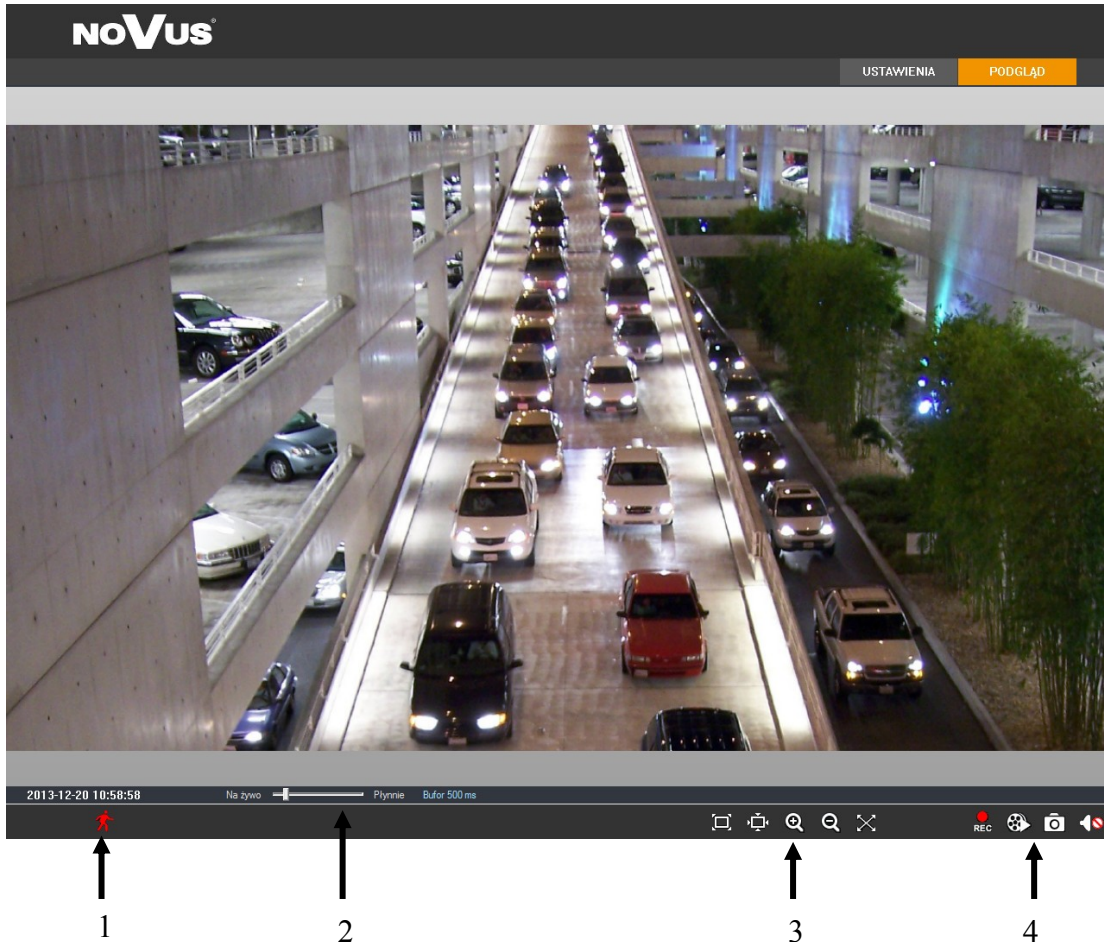 NOVUS®
USTAWIENIA PODGLĄD
2013-12-20 10:58:58 Na żywo Płynnie Bufor 500 ms
REC
1 2 3 4